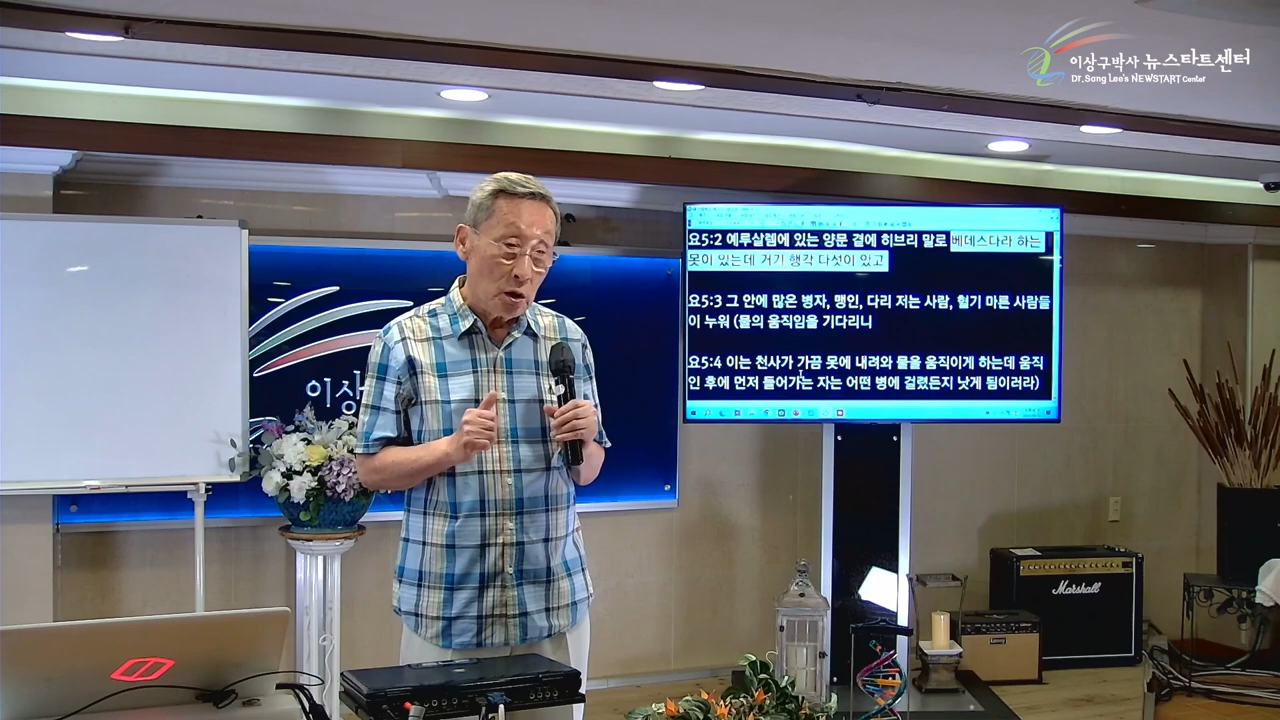 이상구박사 뉴스타트센터
Dr. Sang Lee's NEWSTART Center
요5:2 예루살렘에 있는 양문 곁에 히브리 말로 베데스다라 하는
못이 있는데 거기 행각 다섯이 있고
요5:3 그 안에 많은 병자, 맹인, 다리 저는 사람, 혈기 마른 사람들
이 누워 (물의 움직임을 기다리니
요5:4 이는 천사가 가끔 못에 내려와 물을 움직이게 하는데 움직
인 후에 먼저 들어가는 자는 어떤 병에 걸렸든지 낫게 됨이러라)
이상
Marshall
Laney